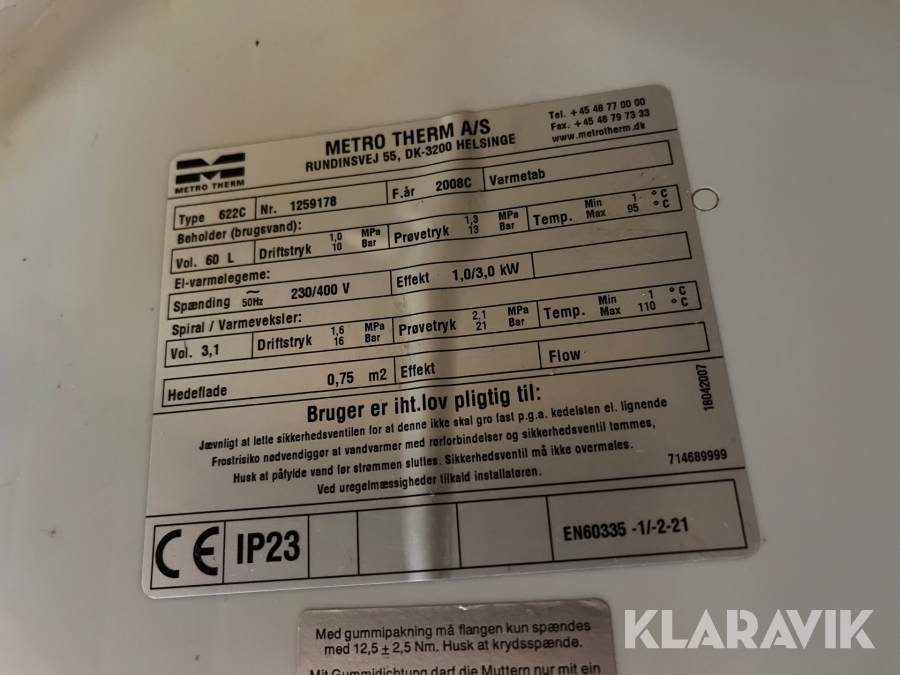 METRO THERM
METRO THERM A/S
RUNDINSVEJ 55, DK-3200 HELSINGE
Tel. +45 48 77 00 00
Fax. +45 48 79 73 33
www.metrotherm.dk
Type 622C Nr. 1259178 F.år 2008C Varmetab
Beholder (brugsvand):
Vol. 60 L Driftstryk 1,0 MPa 10 Bar Prøvetryk 1,3 MPa 13 Bar Temp. Min 1 °C Max 95 °C
El-varmelegeme:
Spænding ~ 50Hz 230/400 V Effekt 1,0/3,0 kW
Spiral / Varmeveksler:
Vol. 3,1 Driftstryk 1,6 MPa 16 Bar Prøvetryk 2,1 MPa 21 Bar Temp. Min -1 °C Max 110 °C
Hedeflade 0,75 m2 Effekt Flow
Bruger er iht.lov pligtig til:
Jævnligt at lette sikkerhedsventilen for at denne ikke skal gro fast p.g.a. kedelsten el. lignende
Frostrisiko nødvendiggør at vandvarmer med rørforbindelser og sikkerhedsventil tømmes,
Husk at påfylde vand før strømmen sluttes. Sikkerhedsventil må ikke overmales.
Ved uregelmæssigheder tilkald installatøren.
18042007
714689999
CE IP23 EN60335 -1/-2-21
Med gummipakning må flangen kun spændes
med 12,5 ± 2,5 Nm. Husk at krydsspænde.
Mit Gummidichtung darf die Muttern nur mit ein
KLARAVIK